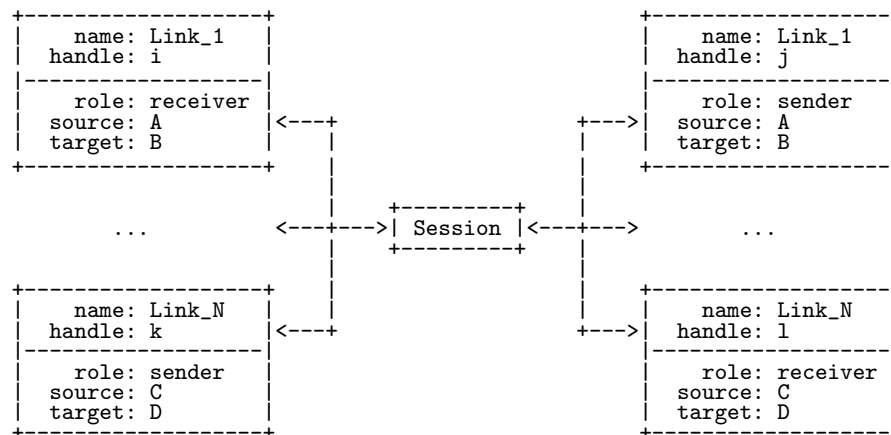 name: Link_1
handle: i
role: receiver
source: A
target: B
name: Link_1
handle: j
role: sender
source: A
target: B
...
Session
...
name: Link_N
handle: k
role: sender
source: C
target: D
name: Link_N
handle: l
role: receiver
source: C
target: D